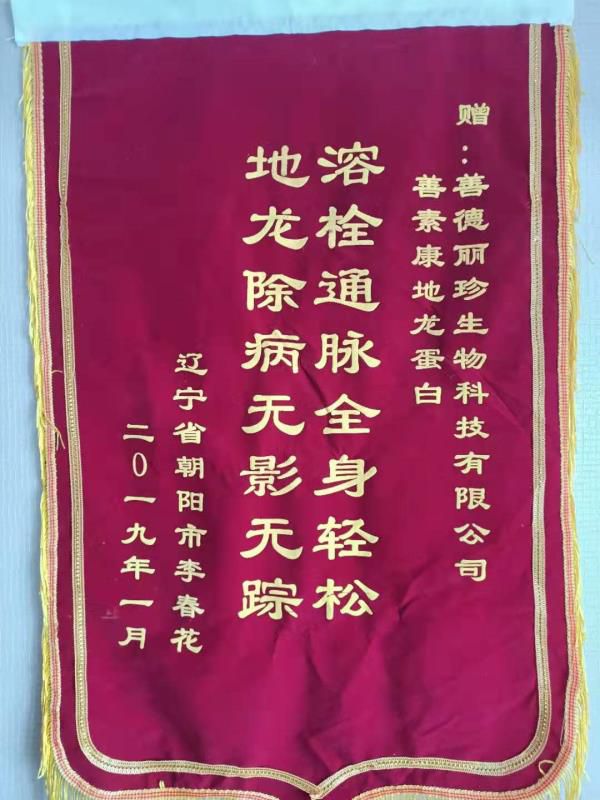 赠：善德丽珍生物科技有限公司
善素康地龙蛋白
溶栓通脉全身轻松
地龙除病无影无踪
辽宁省朝阳市李春花
二0一九年一月